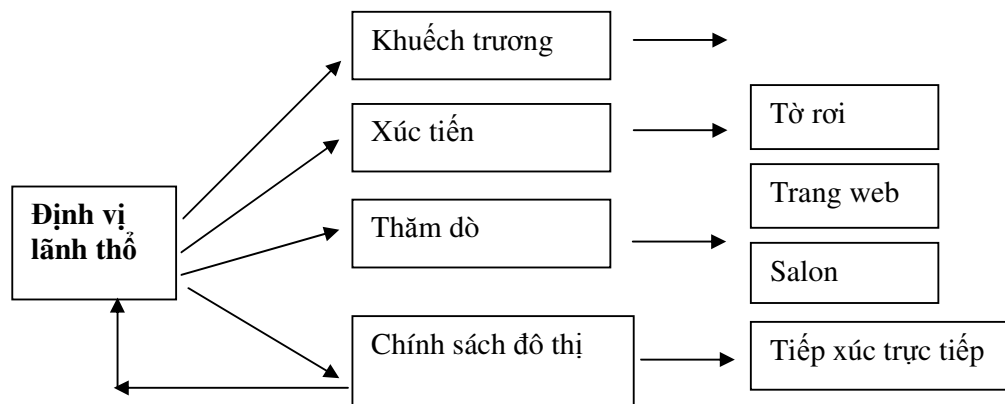 Khuếch trương
Xúc tiến
Tờ rơi
Định vị
lãnh thổ
Trang web
Thăm dò
Salon
Chính sách đô thị
Tiếp xúc trực tiếp